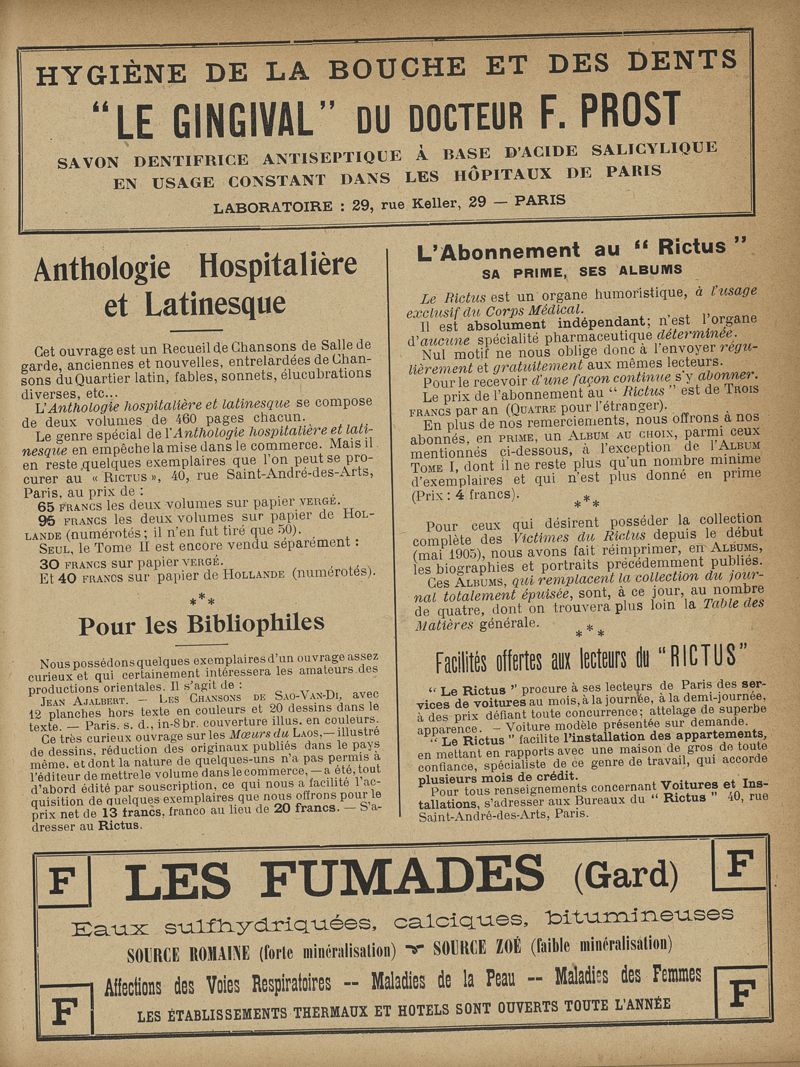 HYGIÈNE DE LA BOUCHE ET DES DENTS
“LE GINGIVAL” DU DOCTEUR F. PROST
SAVON DENTIFRICE ANTISEPTIQUE À BASE D'ACIDE SALICYLIQUE
EN USAGE CONSTANT DANS LES HÔPITAUX DE PARIS
LABORATOIRE : 29, rue Keller, 29 — PARIS
Anthologie Hospitalière
et Latinesque
Cet ouvrage est un Recueil de Chansons de Salle de
garde, anciennes et nouvelles, entrelardées de Chan-
sons du Quartier latin, fables, sonnets, élucubrations
diverses, etc...
L'Anthologie hospitalière et latinesque se compose
de deux volumes de 460 pages chacun.
Le genre spécial de l'Anthologie hospitalière et lati-
nesque en empêche la mise dans le commerce. Mais il
en reste quelques exemplaires que l'on peut se pro-
curer au « RICTUS », 40, rue Saint-André-des-Arts,
Paris, au prix de :
65 FRANCS les deux volumes sur papier VERGÉ.
95 FRANCS les deux volumes sur papier de HOL-
LANDE (numérotés ; il n'en fut tiré que 50).
SEUL, le Tome II est encore vendu séparément :
30 FRANCS sur papier VERGÉ.
Et 40 FRANCS sur papier de HOLLANDE (numérotés).
***
Pour les Bibliophiles
Nous possédons quelques exemplaires d'un ouvrage assez
curieux et qui certainement intéressera les amateurs des
productions orientales. Il s'agit de :
JEAN AJALBERT. — LES CHANSONS DE SAO-VAN-DI, avec
12 planches hors texte en couleurs et 20 dessins dans le
texte. — Paris. s. d., in-8 br. couverture illus. en couleurs.
Ce très curieux ouvrage sur les Mœurs du LAOS, — illustré
de dessins, réduction des originaux publiés dans le pays
même, et dont la nature de quelques-uns n'a pas permis à
l'éditeur de mettre le volume dans le commerce, — a été, tout
d'abord édité par souscription, ce qui nous a facilité l'ac-
quisition de quelques exemplaires que nous offrons pour le
prix net de 13 francs, franco au lieu de 20 francs. — S'a-
dresser au Rictus.
L'Abonnement au “ Rictus ”
SA PRIME, SES ALBUMS
Le Rictus est un organe humoristique, à l'usage
exclusif du Corps Médical.
Il est absolument indépendant ; n'est l'organe
d'aucune spécialité pharmaceutique déterminée.
Nul motif ne nous oblige donc à l'envoyer régu-
lièrement et gratuitement aux mêmes lecteurs.
Pour le recevoir d'une façon continue s'y abonner.
Le prix de l'abonnement au “ Rictus ” est de TROIS
FRANCS par an (QUATRE pour l'étranger).
En plus de nos remerciements, nous offrons à nos
abonnés, en PRIME, un ALBUM AU CHOIX, parmi ceux
mentionnés ci-dessous, à l'exception de l'ALBUM
TOME I, dont il ne reste plus qu'un nombre minime
d'exemplaires et qui n'est plus donné en prime
(Prix : 4 francs).
***
Pour ceux qui désirent posséder la collection
complète des Victimes du Rictus depuis le début
(mai 1905), nous avons fait réimprimer, en ALBUMS,
les biographies et portraits précédemment publiés.
Ces ALBUMS, qui remplacent la collection du jour-
nal totalement épuisée, sont, à ce jour, au nombre
de quatre, dont on trouvera plus loin la Table des
Matières générale.
***
Facilités offertes aux lecteurs du “RICTUS”
“ Le Rictus ” procure à ses lecteurs de Paris des ser-
vices de voitures au mois, à la journée, à la demi-journée,
à des prix défiant toute concurrence ; attelage de superbe
apparence. - Voiture modèle présentée sur demande.
“ Le Rictus ” facilite l'installation des appartements,
en mettant en rapports avec une maison de gros de toute
confiance, spécialiste de ce genre de travail, qui accorde
plusieurs mois de crédit.
Pour tous renseignements concernant Voitures et Ins-
tallations, s'adresser aux Bureaux du “ Rictus ” 40, rue
Saint-André-des-Arts, Paris.
F LES FUMADES (Gard) F
Eaux sulfhydriquées, calciques, bitumineuses
SOURCE ROMAINE (forte minéralisation) SOURCE ZOÉ (faible minéralisation)
Affections des Voies Respiratoires -- Maladies de la Peau -- Maladies des Femmes
F LES ÉTABLISSEMENTS THERMAUX ET HOTELS SONT OUVERTS TOUTE L'ANNÉE F